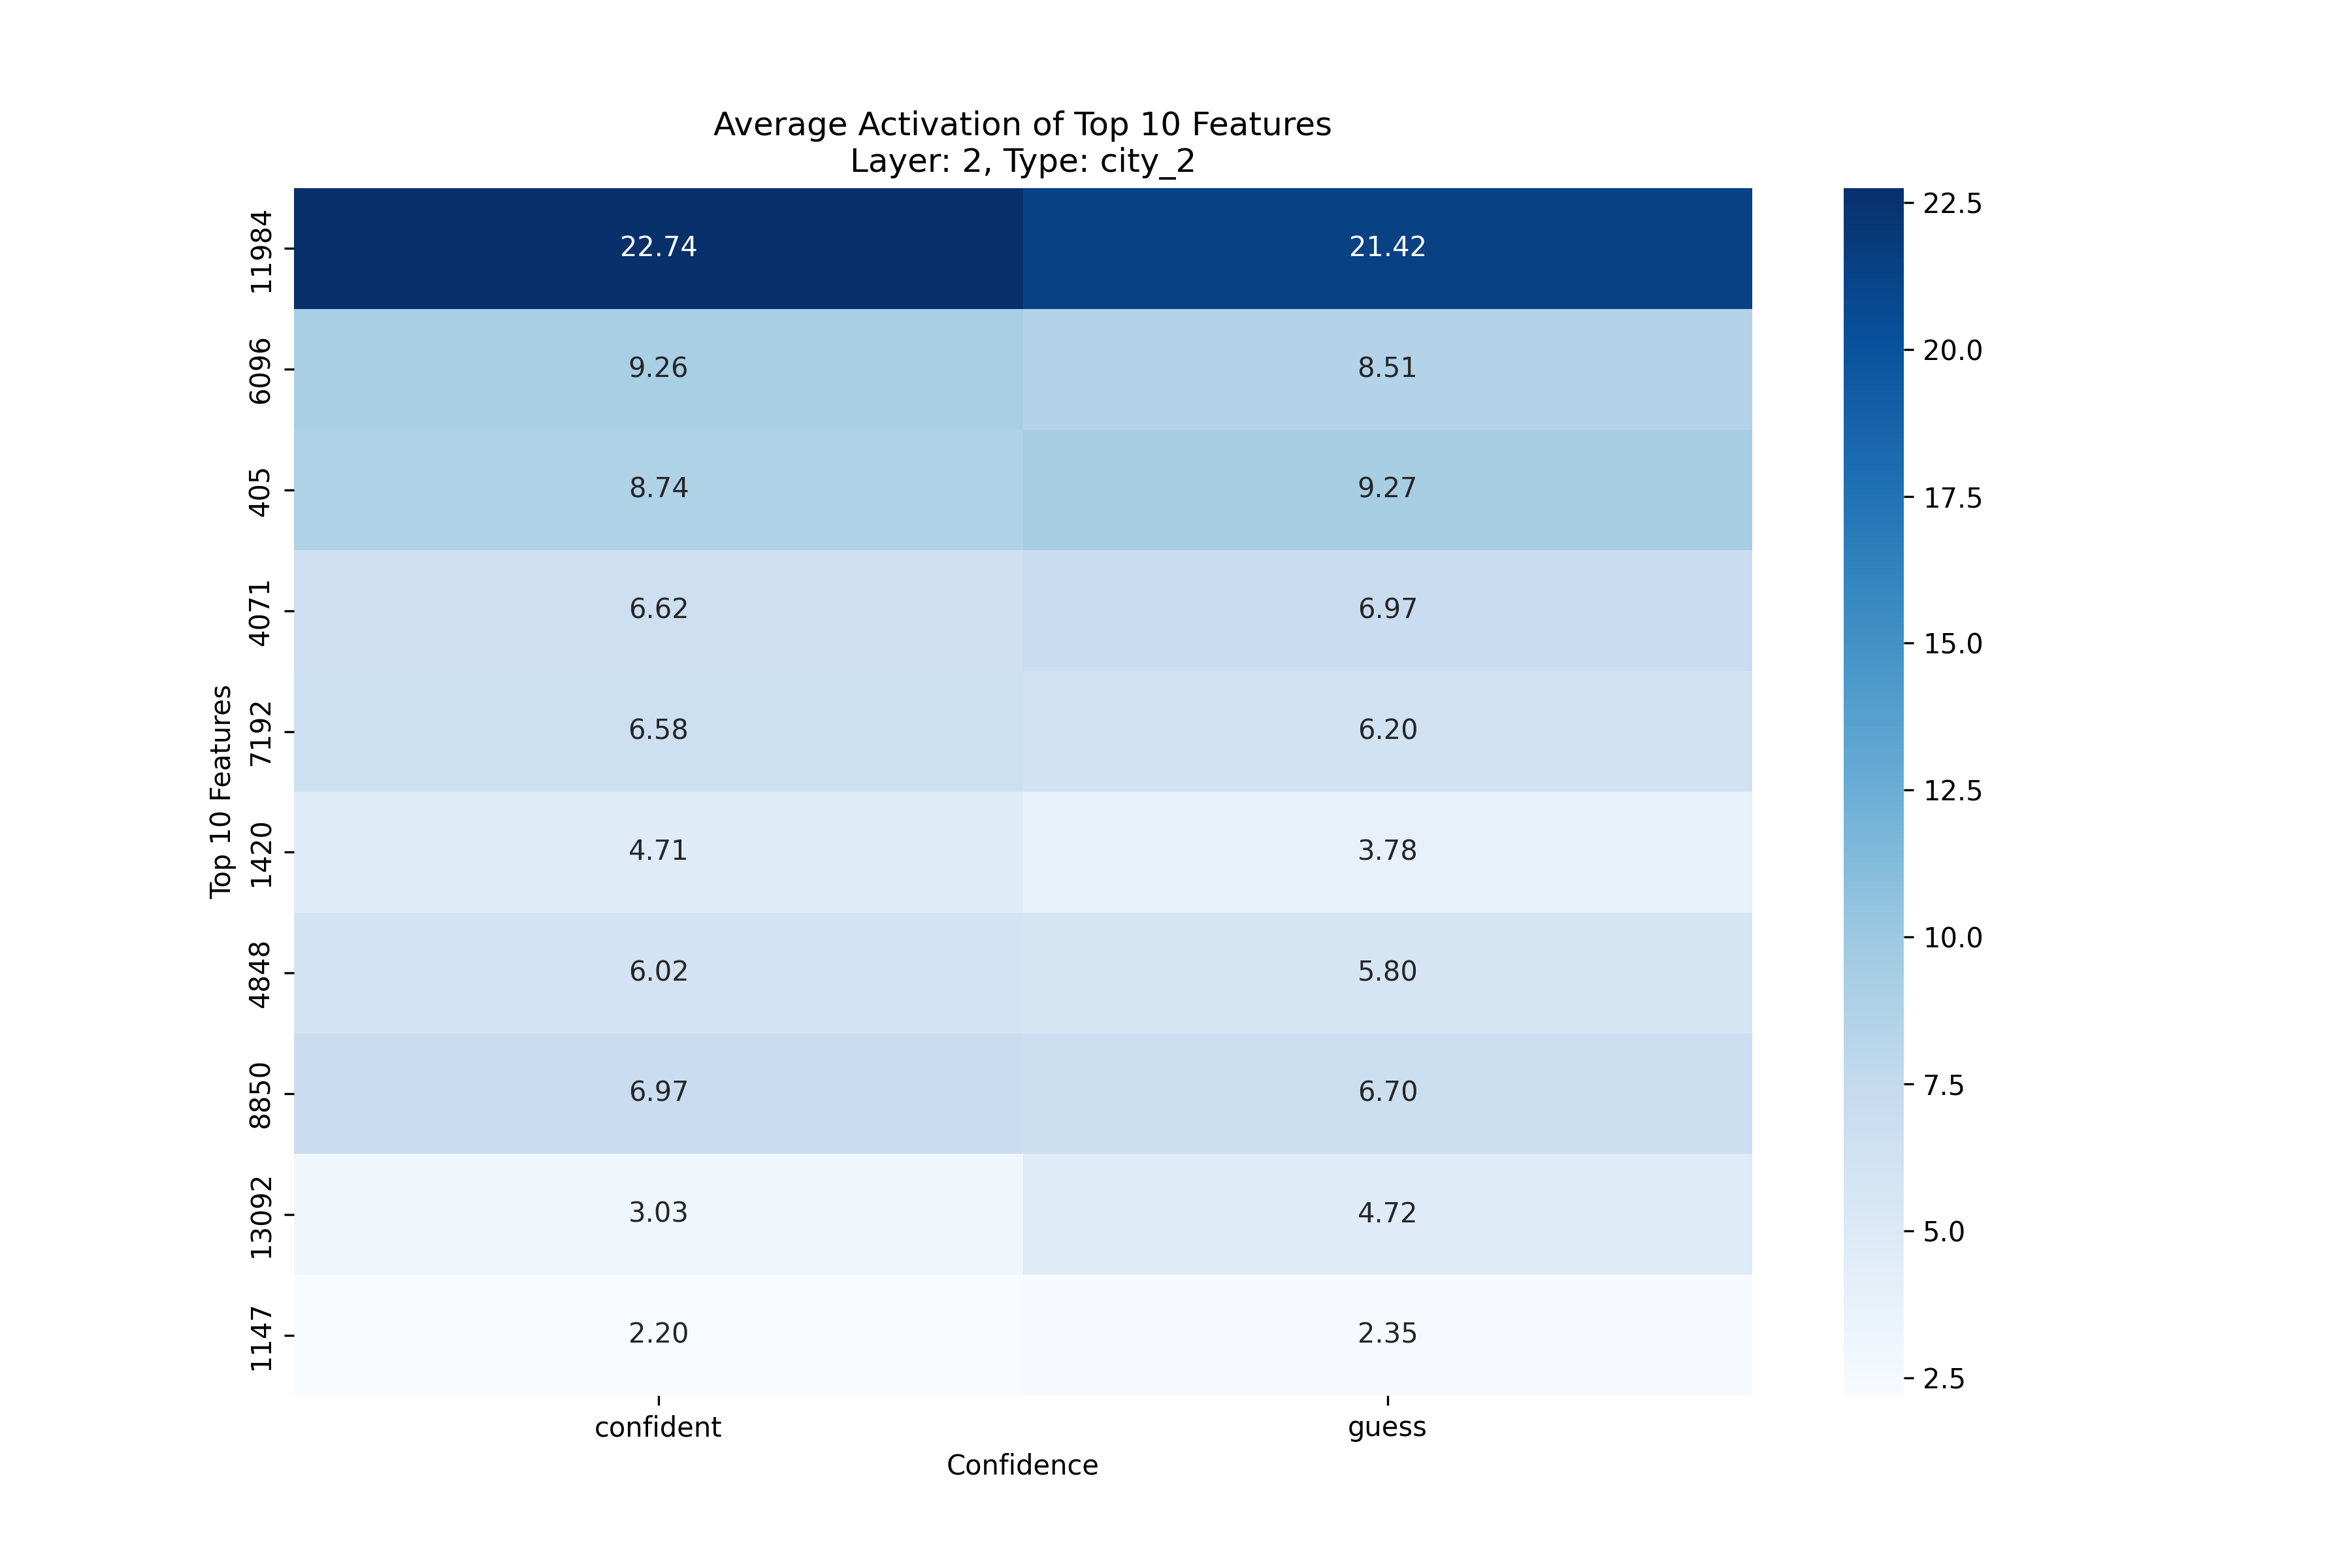 Average Activation of Top 10 Features
Layer: 2, Type: city_2
Top 10 Features
11984 22.74 21.42
6096 9.26 8.51
405 8.74 9.27
4071 6.62 6.97
7192 6.58 6.20
1420 4.71 3.78
4848 6.02 5.80
8850 6.97 6.70
13092 3.03 4.72
1147 2.20 2.35
confident guess
Confidence
22.5
20.0
17.5
15.0
12.5
10.0
7.5
5.0
2.5